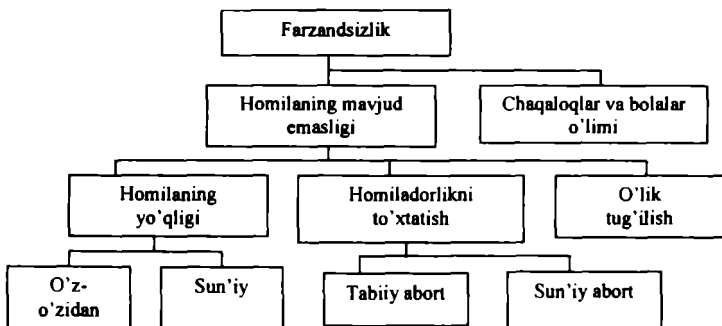 Farzandsizlik
Homilaning mavjud
emasligi
Chaqaloqlar va bolalar
o'limi
Homilaning
yo'qligi
Homiladorlikni
to'xtatish
O'lik
tug'ilish
O'z-
o'zidan
Sun'iy
Tabiiy abort
Sun'iy abort